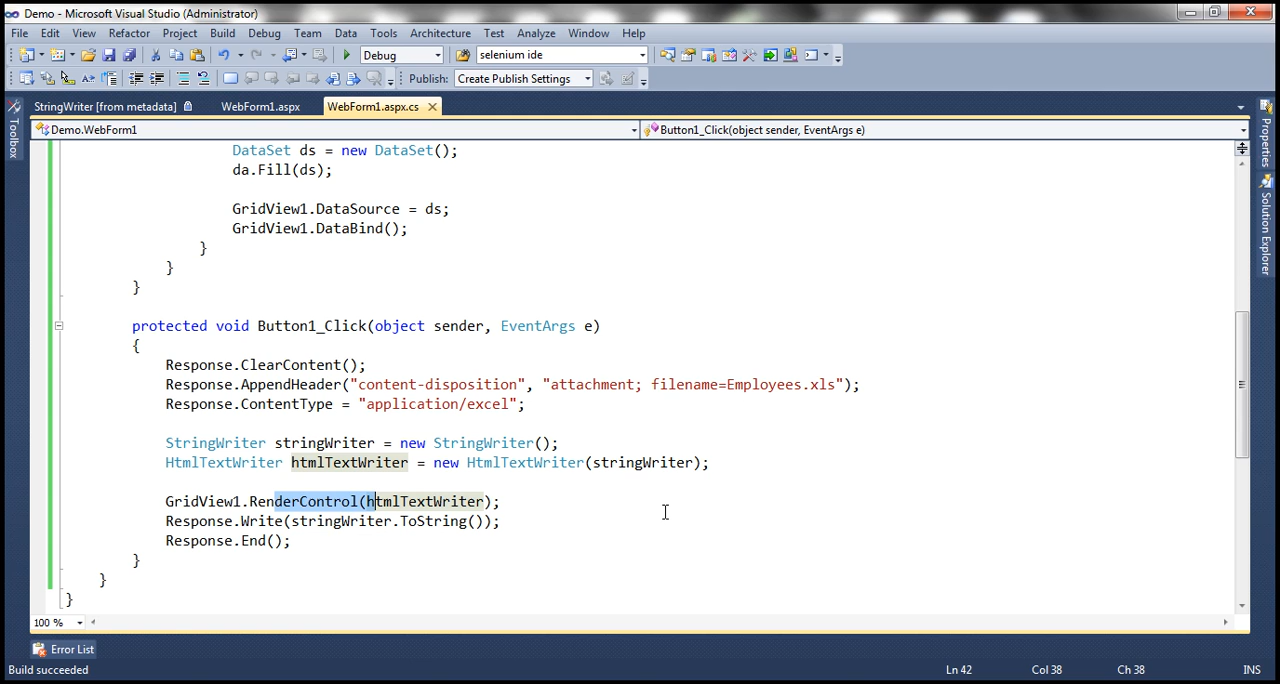 Demo - Microsoft Visual Studio (Administrator)
File Edit View Refactor Project Build Debug Team Data Tools Architecture Test Analyze Window Help
Debug selenium ide
Publish: Create Publish Settings
StringWriter [from metadata] WebForm1.aspx WebForm1.aspx.cs
Toolbox
Demo.WebForm1 Button1_Click(object sender, EventArgs e)
Properties
Solution Explorer
DataSet ds = new DataSet();
da.Fill(ds);
GridView1.DataSource = ds;
GridView1.DataBind();
}
}
}
protected void Button1_Click(object sender, EventArgs e)
{
Response.ClearContent();
Response.AppendHeader("content-disposition", "attachment; filename=Employees.xls");
Response.ContentType = "application/excel";
StringWriter stringWriter = new StringWriter();
HtmlTextWriter htmlTextWriter = new HtmlTextWriter(stringWriter);
GridView1.RenderControl(htmlTextWriter);
Response.Write(stringWriter.ToString());
Response.End();
}
}
}
100 %
Error List
Build succeeded Ln 42 Col 38 Ch 38 INS